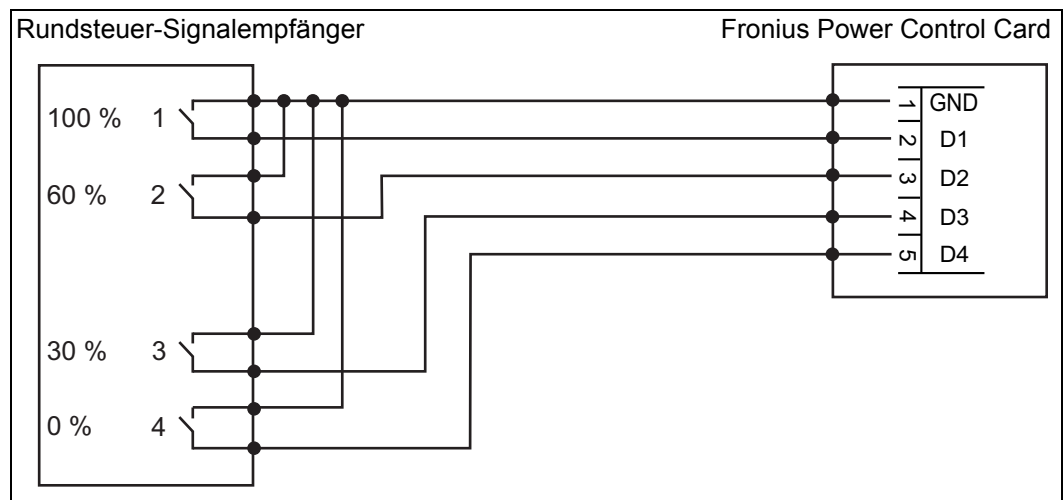 Rundsteuer-Signalempfänger
Fronius Power Control Card
100 % 1
60 % 2
30 % 3
0 % 4
1 GND
2 D1
3 D2
4 D3
5 D4